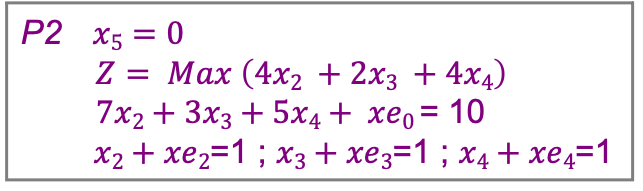 P2 x₅ = 0
Z = Max (4x₂ + 2x₃ + 4x₄)
7x₂ + 3x₃ + 5x₄ + xe₀ = 10
x₂ + xe₂=1 ; x₃ + xe₃=1 ; x₄ + xe₄=1